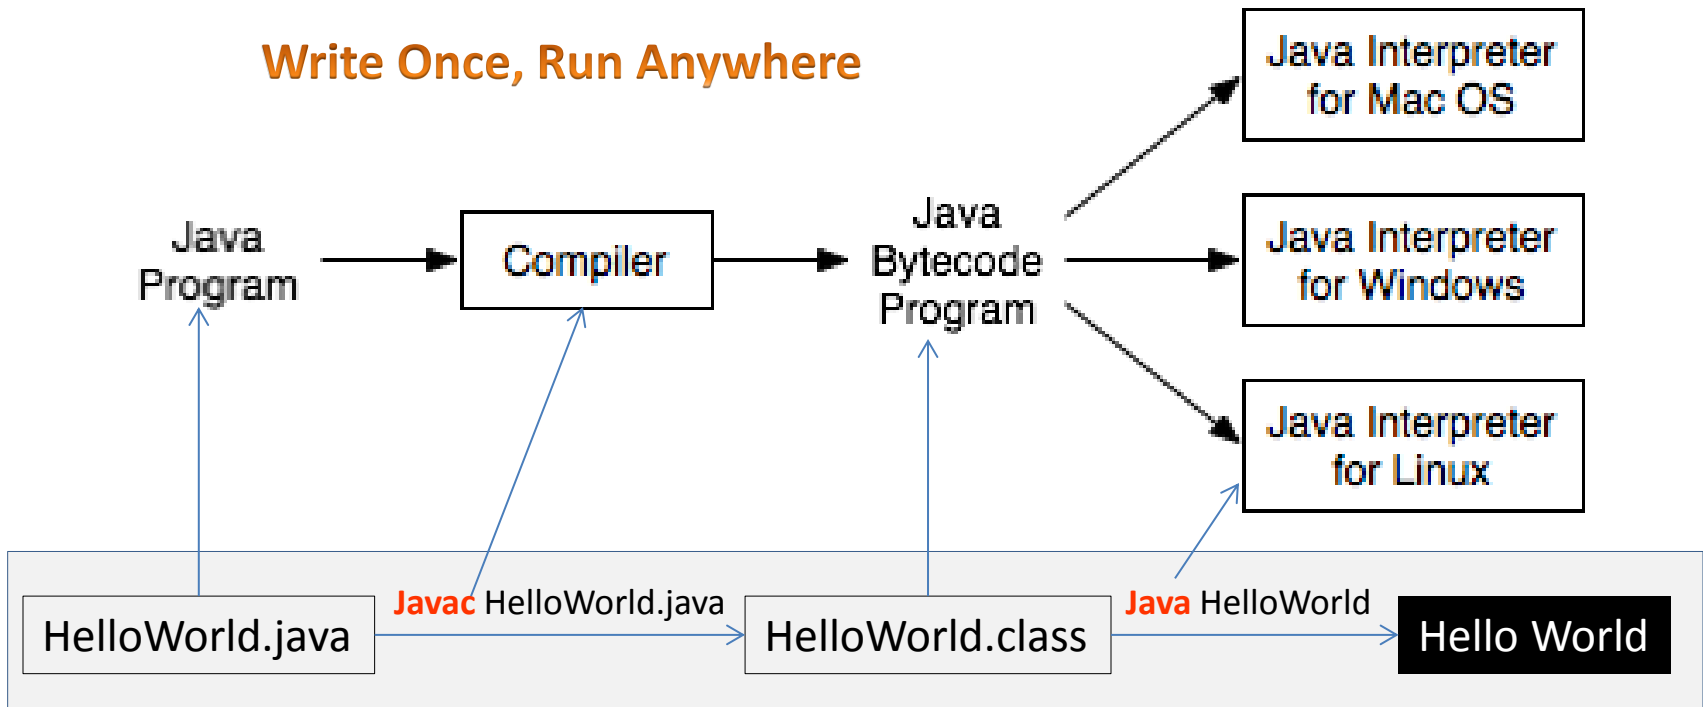 Write Once, Run Anywhere
Java Interpreter
for Mac OS
Java
Program
Compiler
Java
Bytecode
Program
Java Interpreter
for Windows
Java Interpreter
for Linux
HelloWorld.java
Javac HelloWorld.java
HelloWorld.class
Java HelloWorld
Hello World